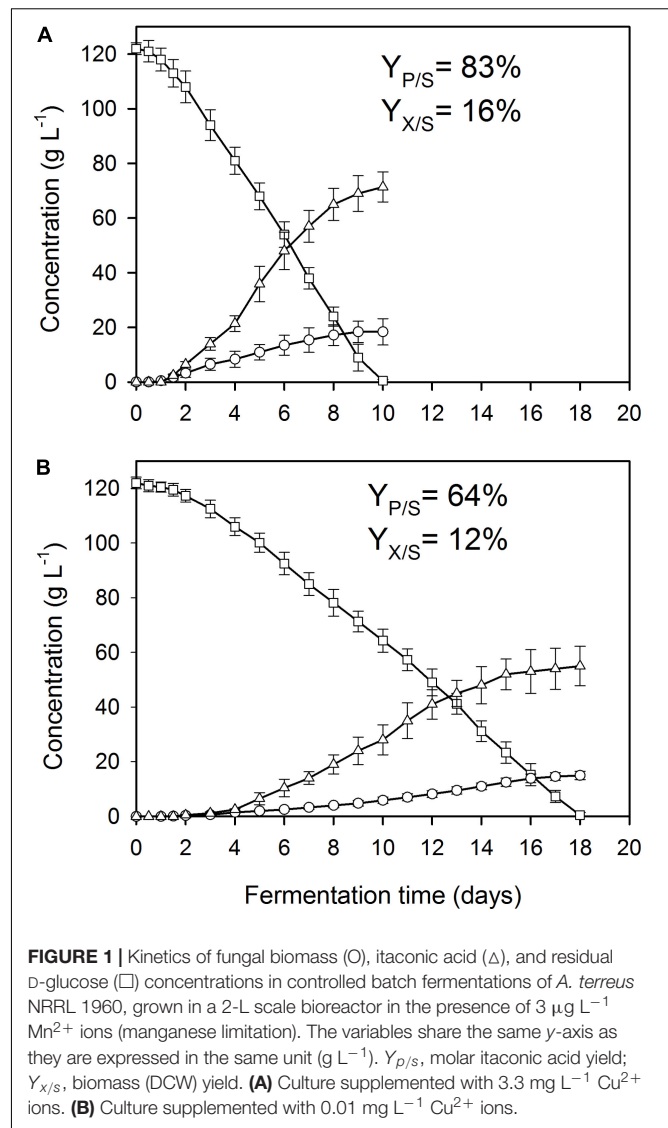 A
Y_P/S = 83%
Y_X/S = 16%
Concentration (g L⁻¹)
120
100
80
60
40
20
0
0 2 4 6 8 10 12 14 16 18 20
B
Y_P/S = 64%
Y_X/S = 12%
Concentration (g L⁻¹)
120
100
80
60
40
20
0
0 2 4 6 8 10 12 14 16 18 20
Fermentation time (days)
FIGURE 1 | Kinetics of fungal biomass (O), itaconic acid (△), and residual
D-glucose (□) concentrations in controlled batch fermentations of A. terreus
NRRL 1960, grown in a 2-L scale bioreactor in the presence of 3 μg L⁻¹
Mn²⁺ ions (manganese limitation). The variables share the same y-axis as
they are expressed in the same unit (g L⁻¹). Y_p/s, molar itaconic acid yield;
Y_x/s, biomass (DCW) yield. (A) Culture supplemented with 3.3 mg L⁻¹ Cu²⁺
ions. (B) Culture supplemented with 0.01 mg L⁻¹ Cu²⁺ ions.